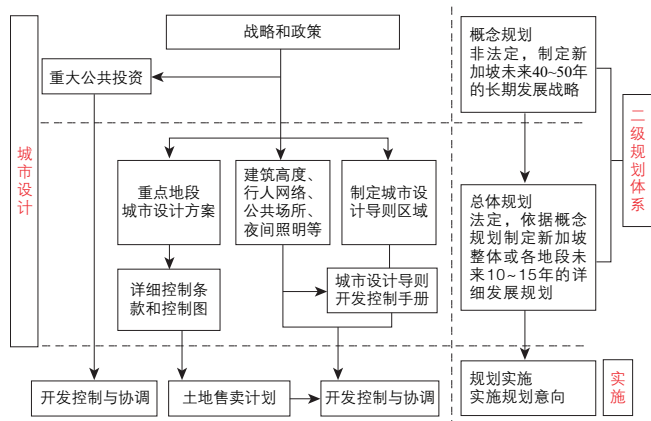 战略和政策
重大公共投资
城市设计
重点地段
城市设计方案
建筑高度、
行人网络、
公共场所、
夜间照明等
制定城市设
计导则区域
详细控制条
款和控制图
城市设计导则
开发控制手册
开发控制与协调
土地售卖计划
开发控制与协调
概念规划
非法定，制定新
加坡未来40~50年
的长期发展战略
二级规划体系
总体规划
法定，依据概念
规划制定新加坡
整体或各地段未
来10~15年的详
细发展规划
规划实施
实施规划意向
实施